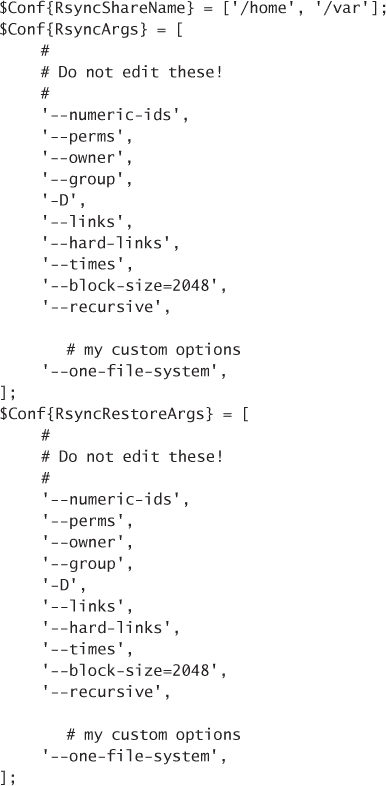 $Conf{RsyncShareName} = ['/home', '/var'];
$Conf{RsyncArgs} = [
#
# Do not edit these!
#
'--numeric-ids',
'--perms',
'--owner',
'--group',
'-D',
'--links',
'--hard-links',
'--times',
'--block-size=2048',
'--recursive',
# my custom options
'--one-file-system',
];
$Conf{RsyncRestoreArgs} = [
#
# Do not edit these!
#
'--numeric-ids',
'--perms',
'--owner',
'--group',
'-D',
'--links',
'--hard-links',
'--times',
'--block-size=2048',
'--recursive',
# my custom options
'--one-file-system',
];